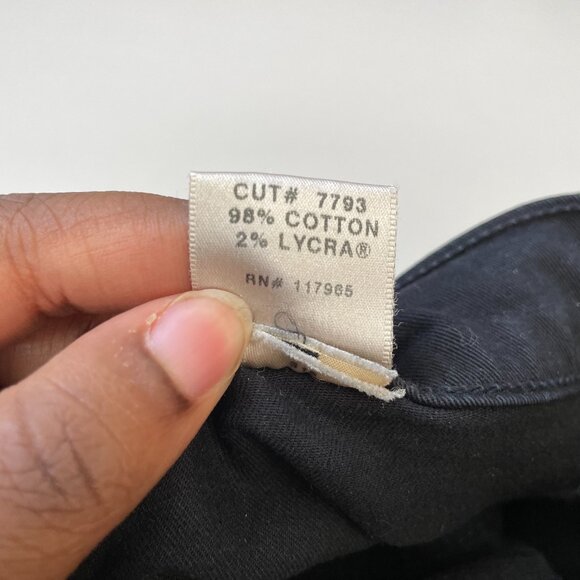 CUT# 7793
98% COTTON
2% LYCRA®
RN# 117965